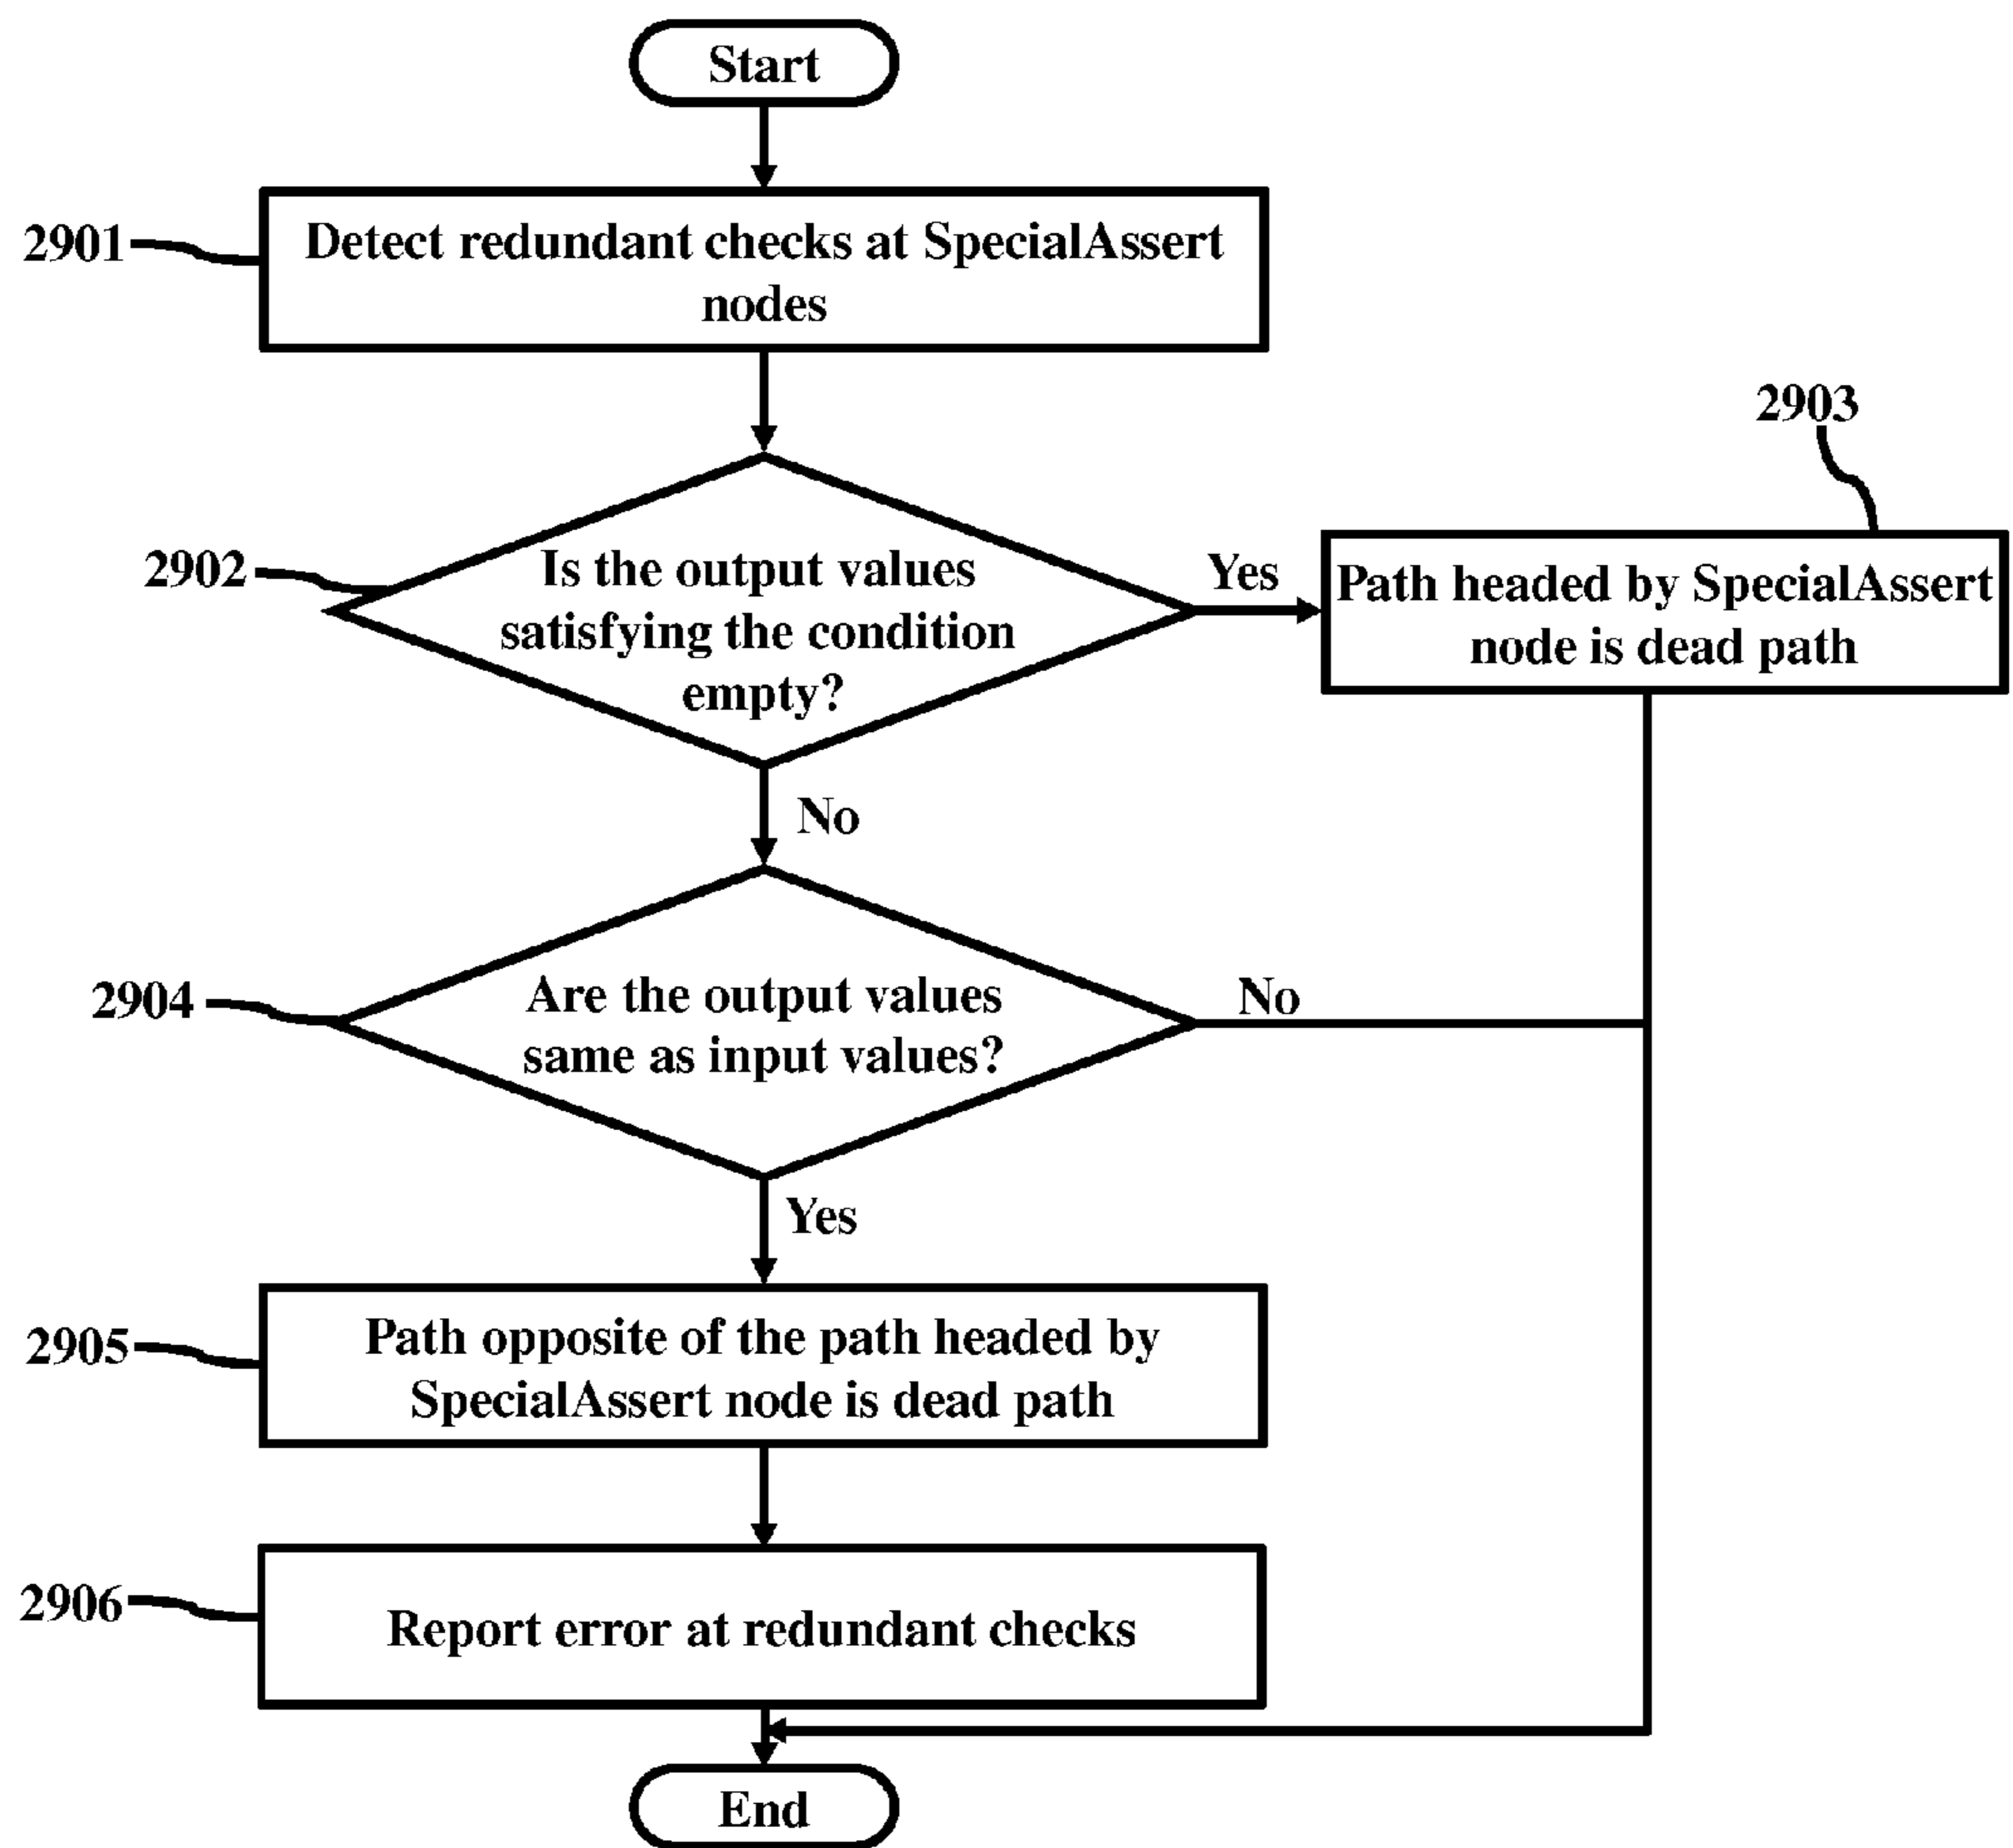 Start
2901
Detect redundant checks at SpecialAssert
nodes
2902
Is the output values
satisfying the condition
empty?
Yes
2903
Path headed by SpecialAssert
node is dead path
No
2904
Are the output values
same as input values?
No
Yes
2905
Path opposite of the path headed by
SpecialAssert node is dead path
2906
Report error at redundant checks
End